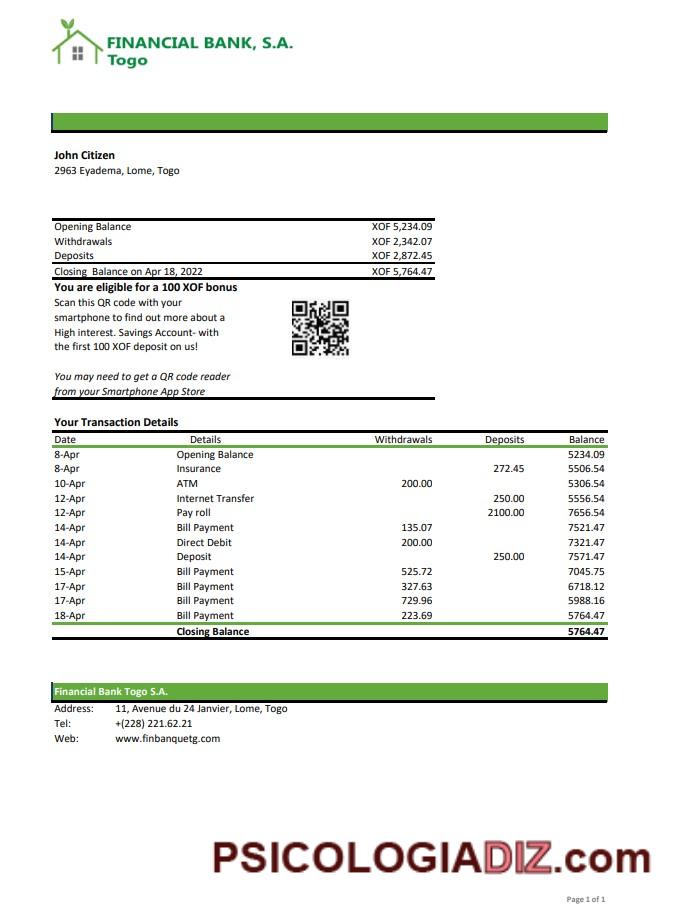 FINANCIAL BANK, S.A.
Togo
John Citizen
2963 Eyadema, Lome, Togo
Opening Balance XOF 5,234.09
Withdrawals XOF 2,342.07
Deposits XOF 2,872.45
Closing Balance on Apr 18, 2022 XOF 5,764.47
You are eligible for a 100 XOF bonus
Scan this QR code with your
smartphone to find out more about a
High interest. Savings Account- with
the first 100 XOF deposit on us!
You may need to get a QR code reader
from your Smartphone App Store
Your Transaction Details
Date Details Withdrawals Deposits Balance
8-Apr Opening Balance 5234.09
8-Apr Insurance 272.45 5506.54
10-Apr ATM 200.00 5306.54
12-Apr Internet Transfer 250.00 5556.54
12-Apr Pay roll 2100.00 7656.54
14-Apr Bill Payment 135.07 7521.47
14-Apr Direct Debit 200.00 7321.47
14-Apr Deposit 250.00 7571.47
15-Apr Bill Payment 525.72 7045.75
17-Apr Bill Payment 327.63 6718.12
17-Apr Bill Payment 729.96 5988.16
18-Apr Bill Payment 223.69 5764.47
Closing Balance 5764.47
Financial Bank Togo S.A.
Address: 11, Avenue du 24 Janvier, Lome, Togo
Tel: +(228) 221.62.21
Web: www.finbanquetg.com
PSICOLOGIADIZ.com
Page 1 of 1